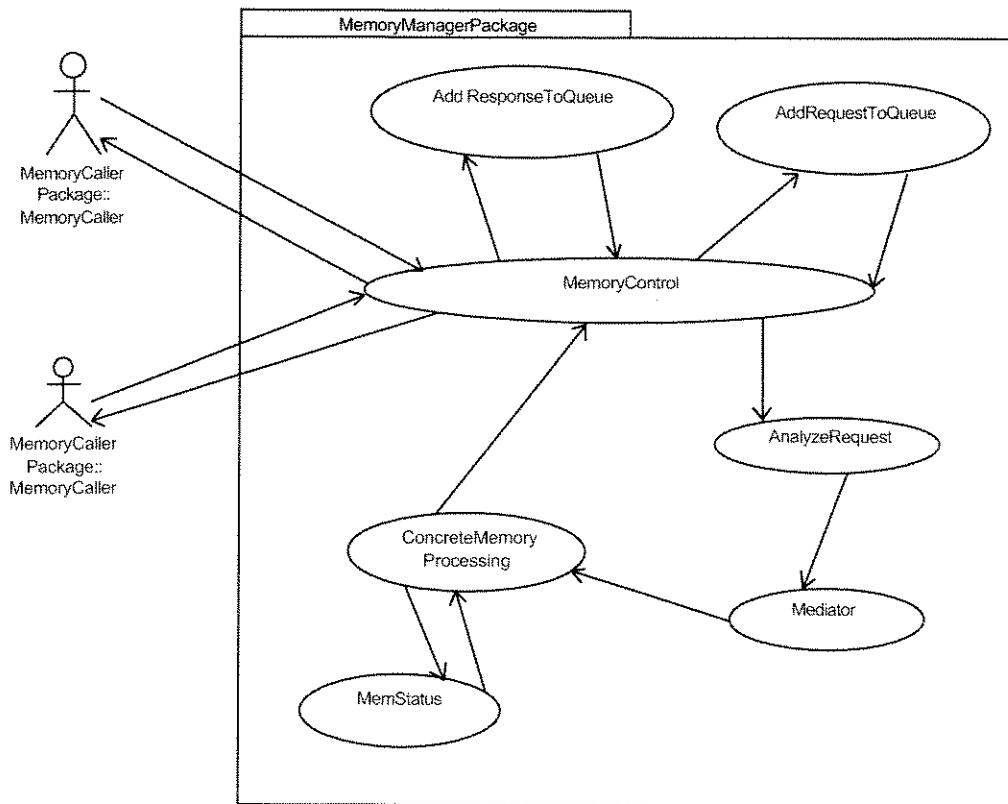 MemoryManagerPackage
Add ResponseToQueue
AddRequestToQueue
MemoryCaller
Package::
MemoryCaller
MemoryControl
MemoryCaller
Package::
MemoryCaller
AnalyzeRequest
ConcreteMemory
Processing
Mediator
MemStatus